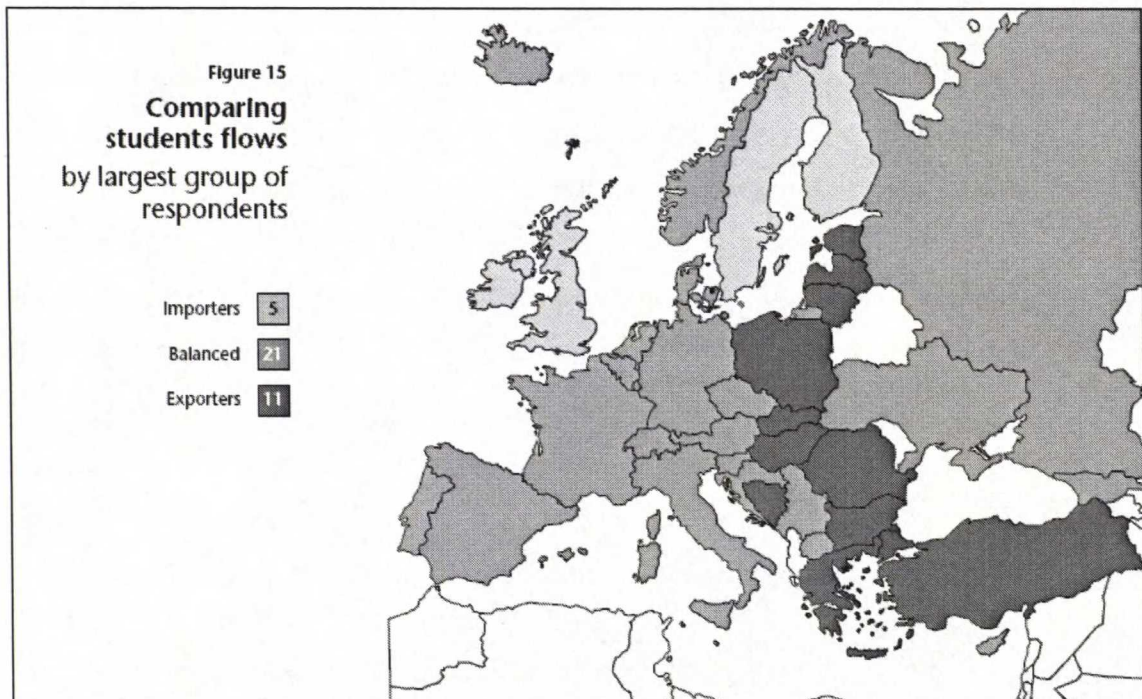 Figure 15
Comparing
students flows
by largest group of
respondents
Importers 5
Balanced 21
Exporters 11